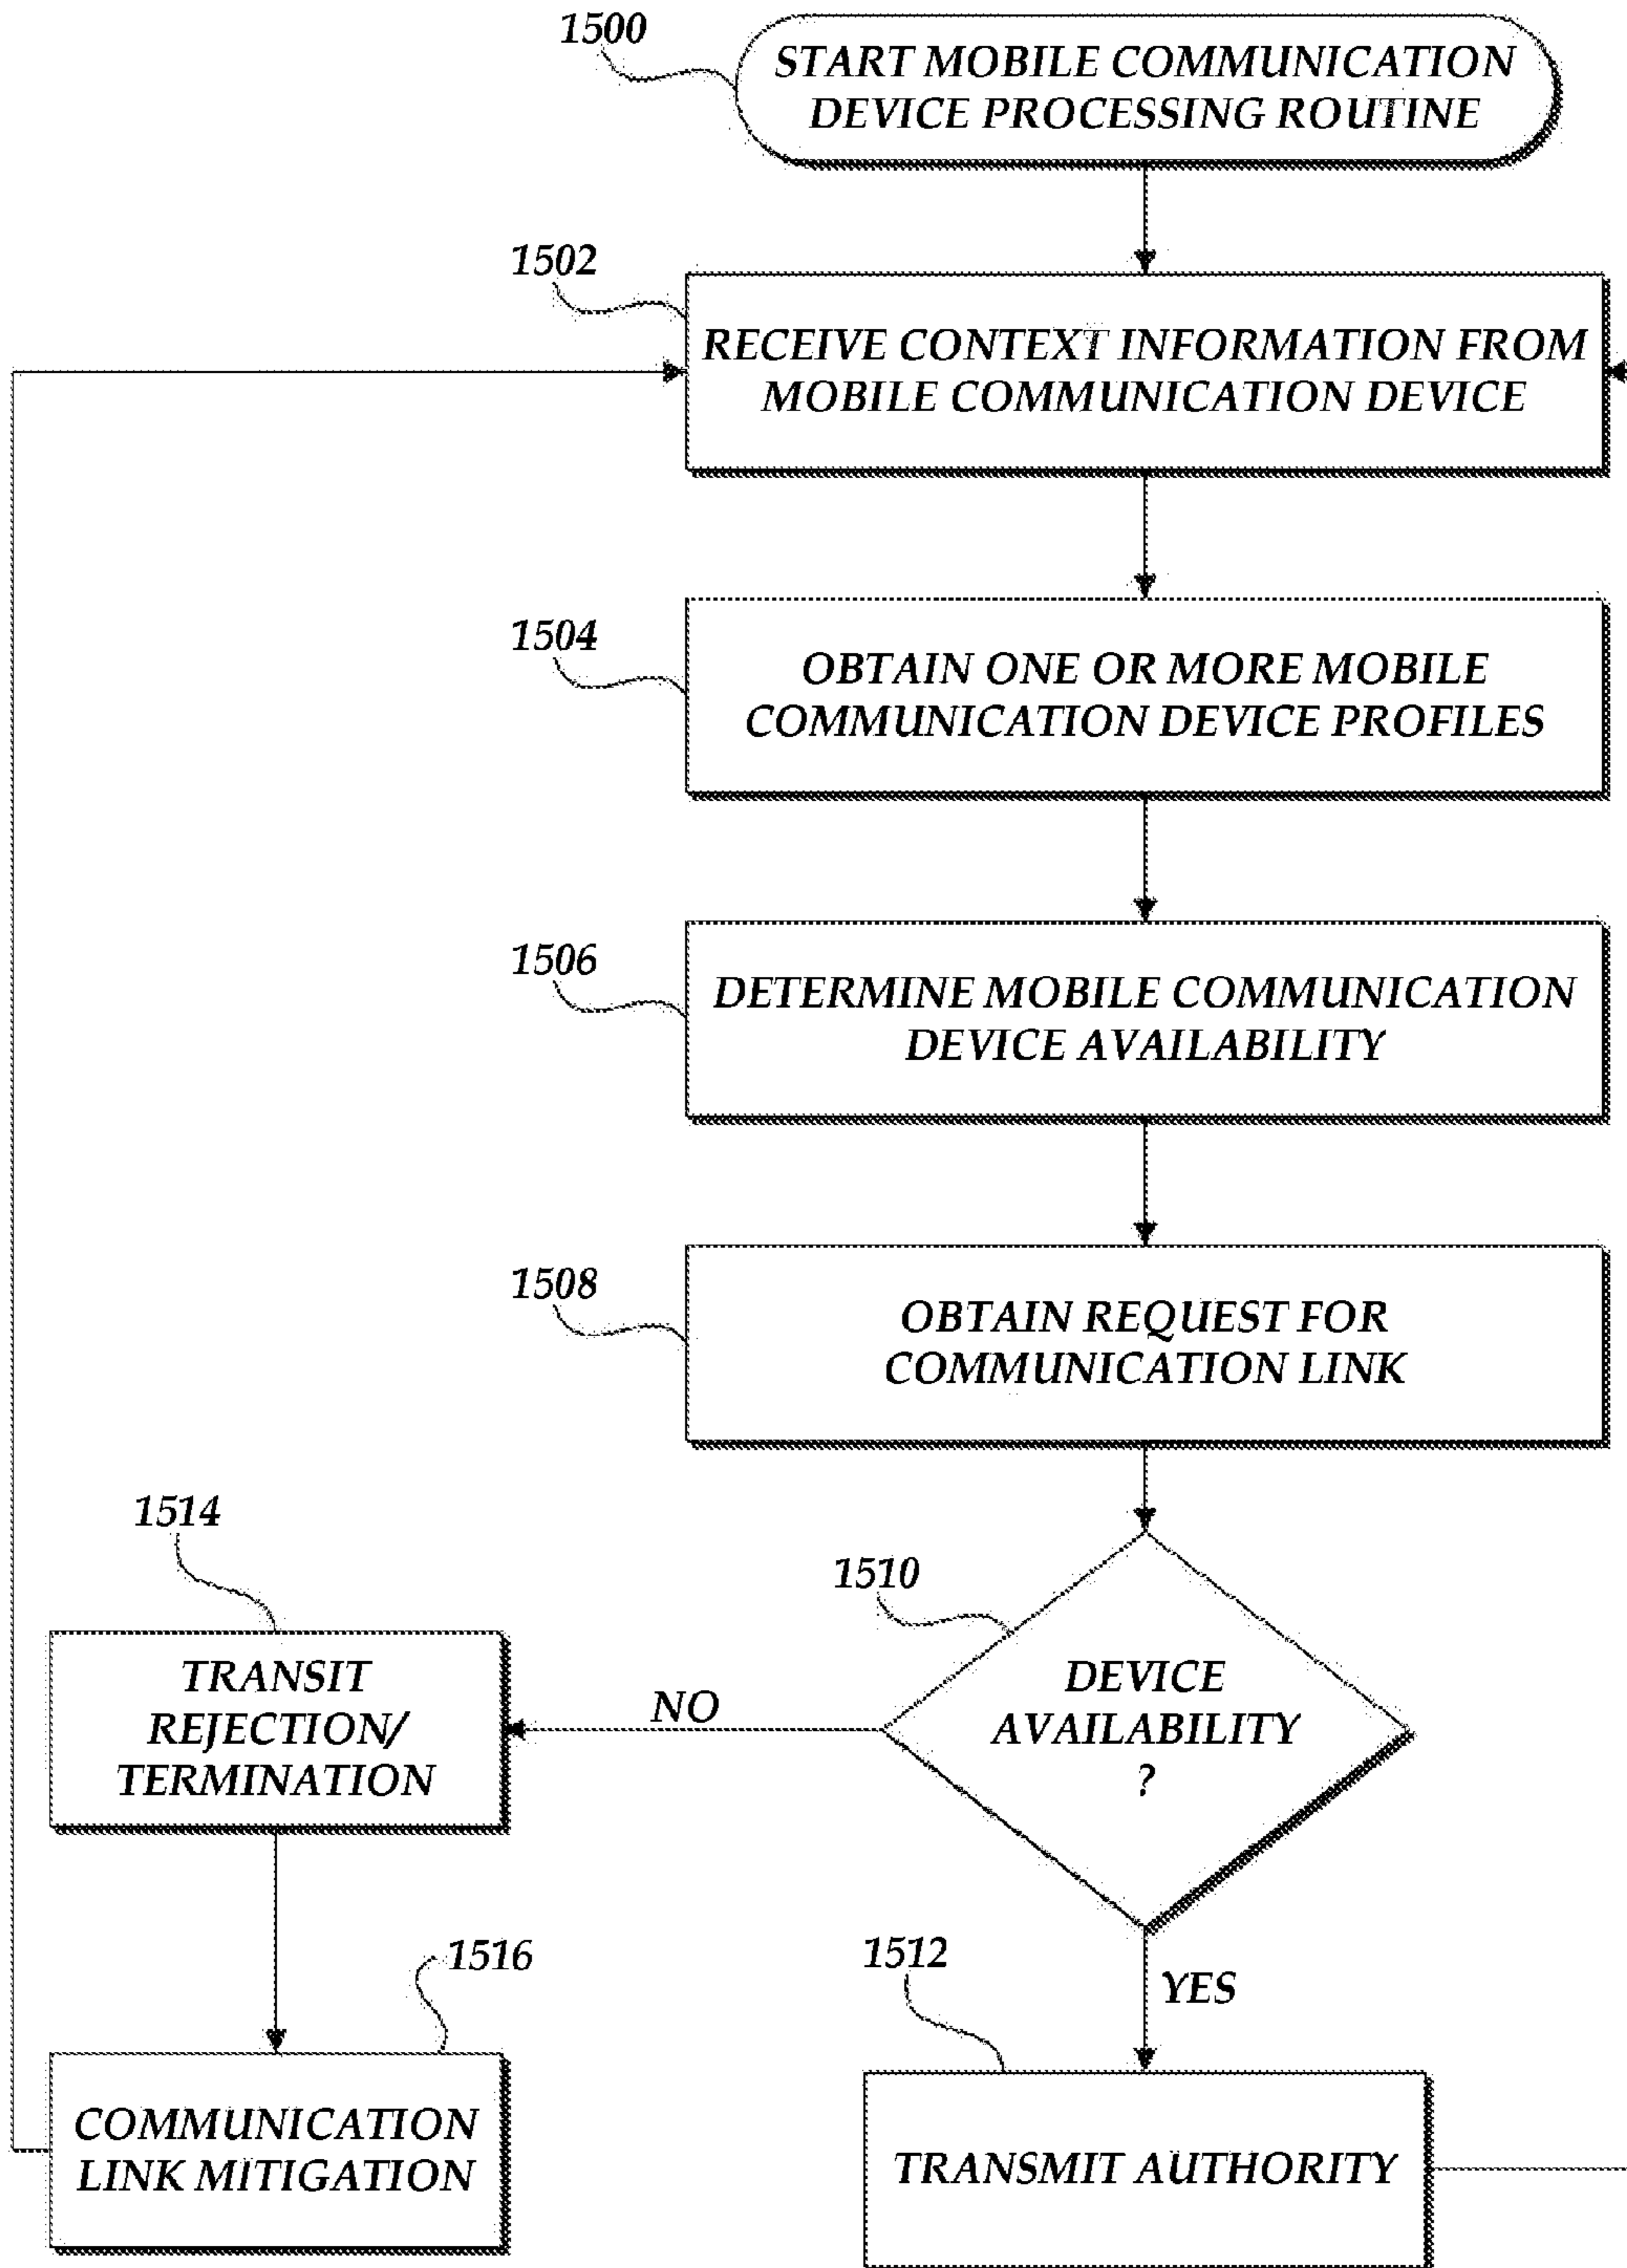 1500
START MOBILE COMMUNICATION
DEVICE PROCESSING ROUTINE
1502
RECEIVE CONTEXT INFORMATION FROM
MOBILE COMMUNICATION DEVICE
1504
OBTAIN ONE OR MORE MOBILE
COMMUNICATION DEVICE PROFILES
1506
DETERMINE MOBILE COMMUNICATION
DEVICE AVAILABILITY
1508
OBTAIN REQUEST FOR
COMMUNICATION LINK
1514
1510
TRANSIT
REJECTION/
TERMINATION
NO
DEVICE
AVAILABILITY
?
1516
1512
YES
COMMUNICATION
LINK MITIGATION
TRANSMIT AUTHORITY